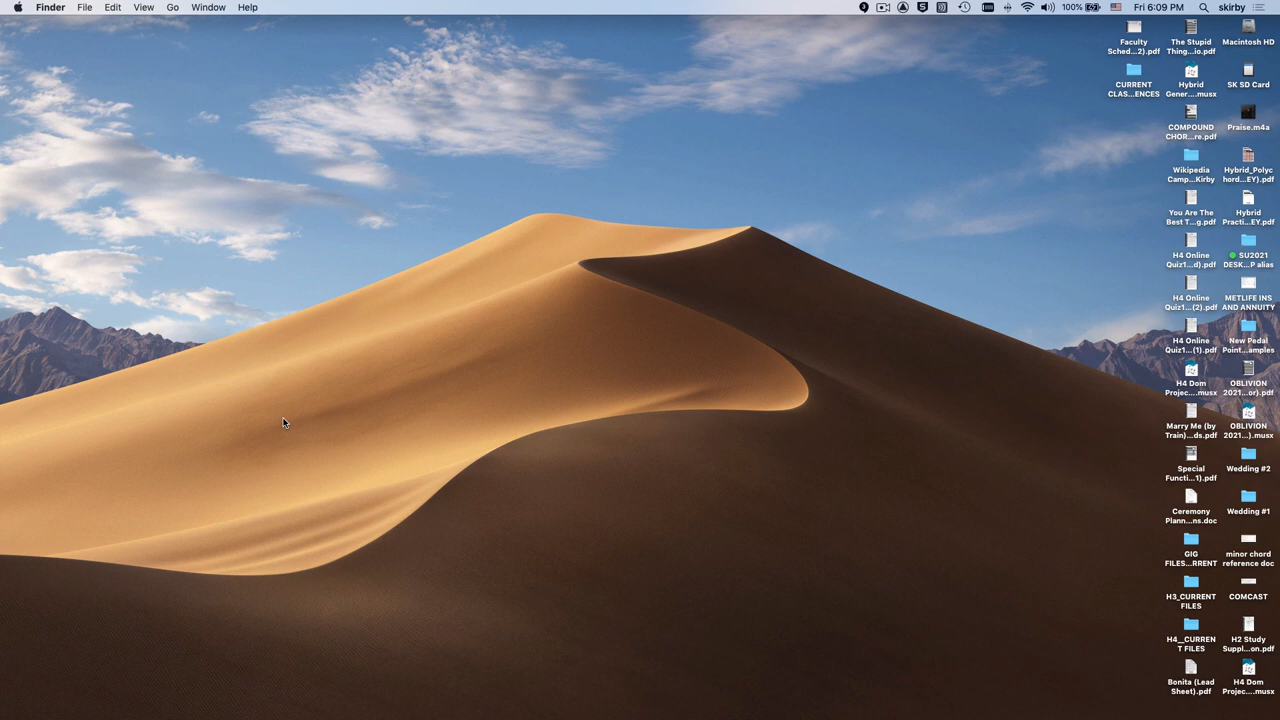 Finder File Edit View Go Window Help
100% Fri 6:09 PM skirby
Faculty
Sched...2).pdf
CURRENT
CLAS...ENCES
The Stupid
Thing...io.pdf
Hybrid
Gener....musx
COMPOUND
CHOR...re.pdf
Wikipedia
Camp...Kirby
You Are The
Best T...g.pdf
H4 Online
Quiz1...d).pdf
H4 Online
Quiz1...(2).pdf
H4 Online
Quiz1...(1).pdf
H4 Dom
Projec....musx
Marry Me (by
Train)...ds.pdf
Special
Functi...1).pdf
Ceremony
Plann...ns.doc
GIG
FILES...RRENT
H3_CURRENT
FILES
H4__CURREN
T FILES
Bonita (Lead
Sheet).pdf
Macintosh HD
SK SD Card
Praise.m4a
Hybrid_Polyc
hord...EY).pdf
Hybrid
Practi...EY.pdf
SU2021
DESK...P alias
METLIFE INS
AND ANNUITY
New Pedal
Point...amples
OBLIVION
2021...or).pdf
OBLIVION
2021...).musx
Wedding #2
Wedding #1
minor chord
reference doc
COMCAST
H2 Study
Suppl...on.pdf
H4 Dom
Projec....musx